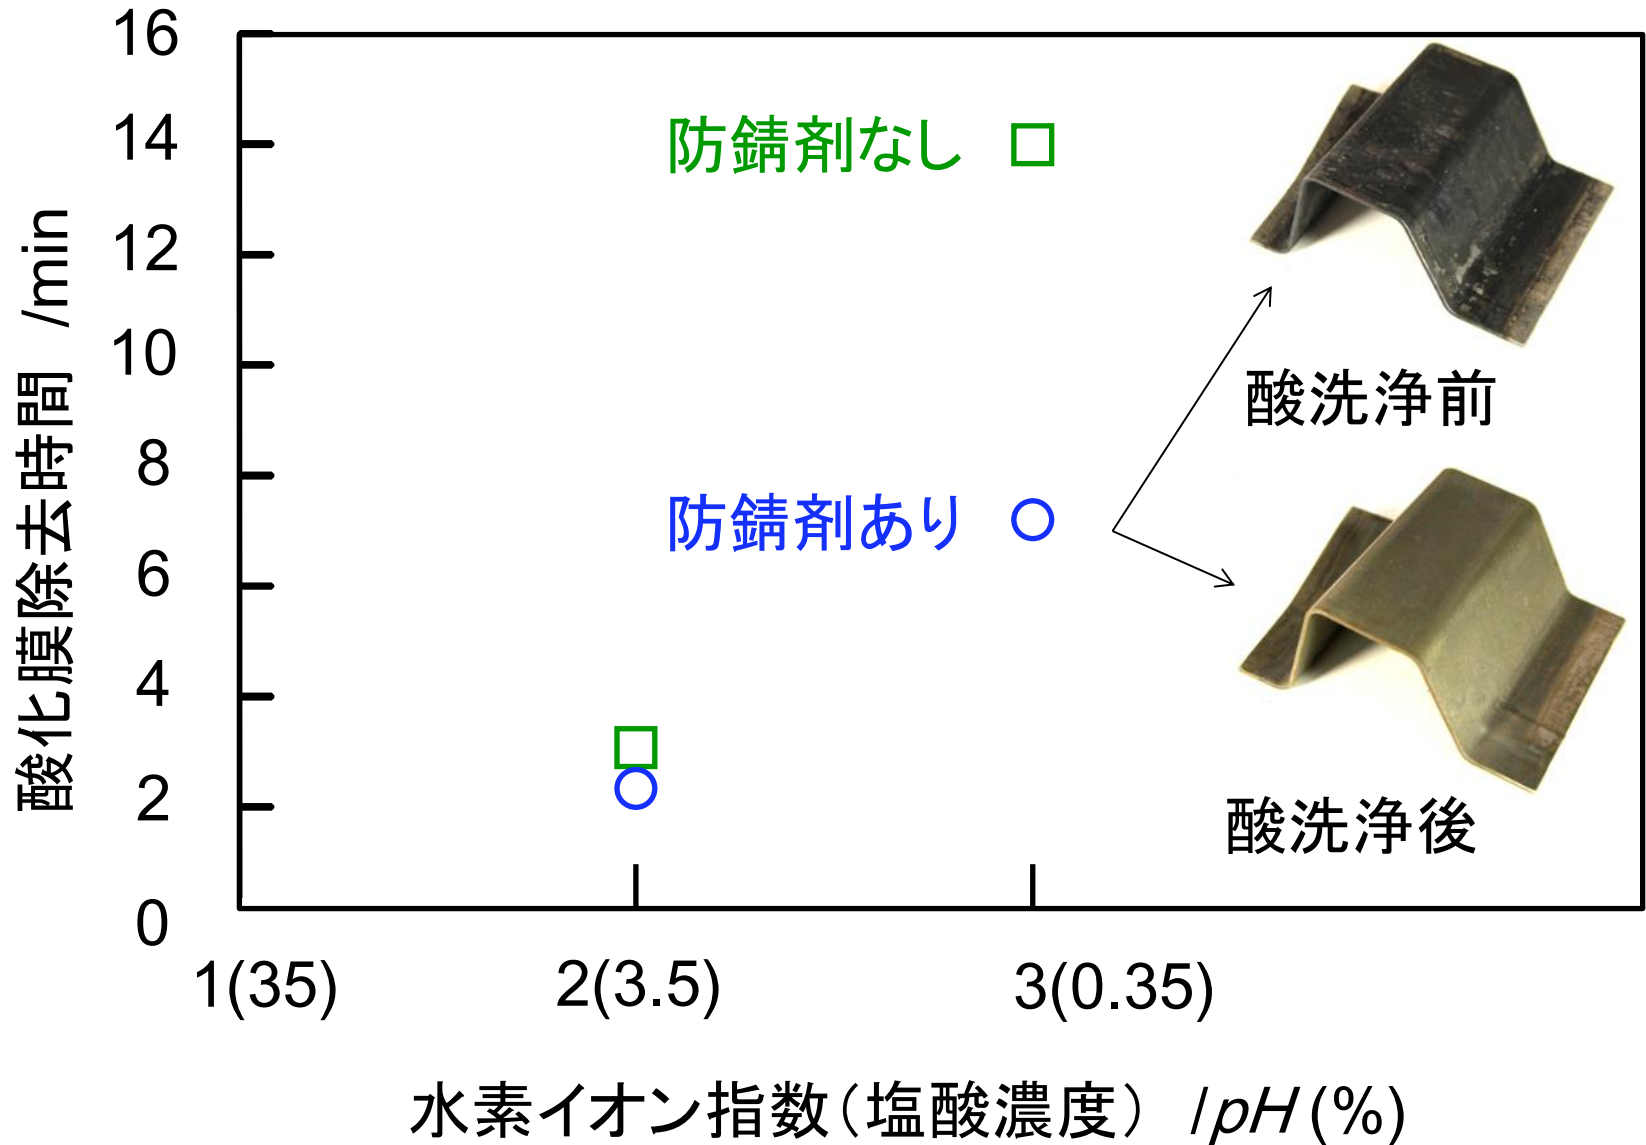 16
14
12
10
8
6
4
2
0
酸化膜除去時間 /min
防錆剤なし
防錆剤あり
酸洗浄前
酸洗浄後
1(35) 2(3.5) 3(0.35)
水素イオン指数(塩酸濃度) /pH(%)